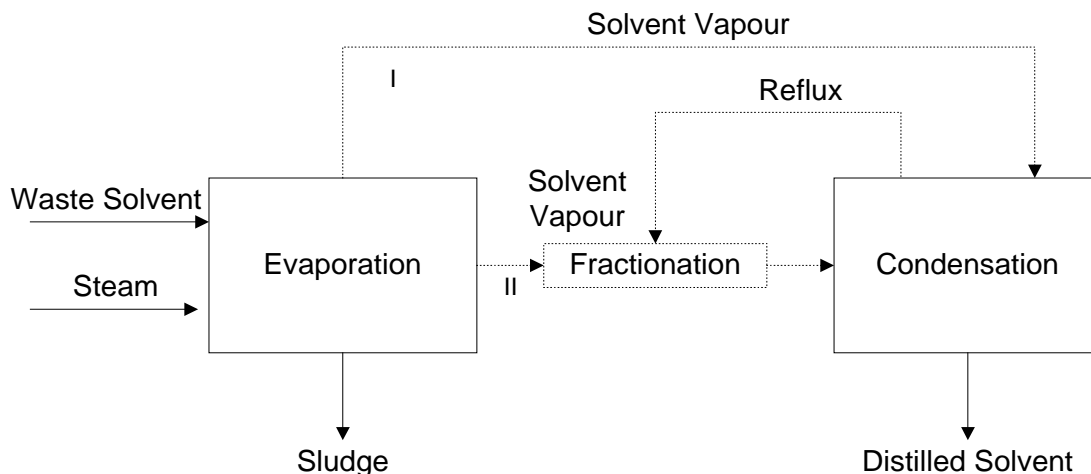 Solvent Vapour
I
Reflux
Waste Solvent
Solvent
Vapour
Evaporation
Fractionation
Condensation
Steam
II
Sludge
Distilled Solvent